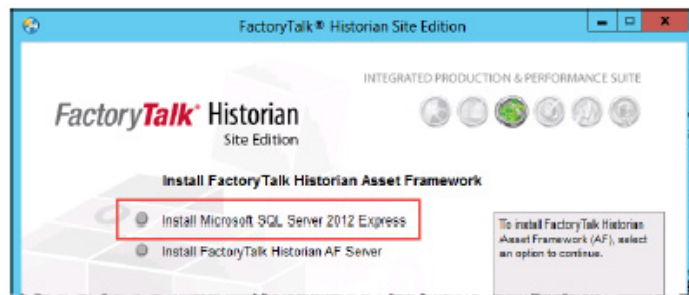 FactoryTalk® Historian Site Edition
INTEGRATED PRODUCTION & PERFORMANCE SUITE
FactoryTalk® Historian
Site Edition
Install FactoryTalk Historian Asset Framework
Install Microsoft SQL Server 2012 Express
Install FactoryTalk Historian AF Server
To install FactoryTalk Historian
Asset Framework (AF), select
an option to continue.